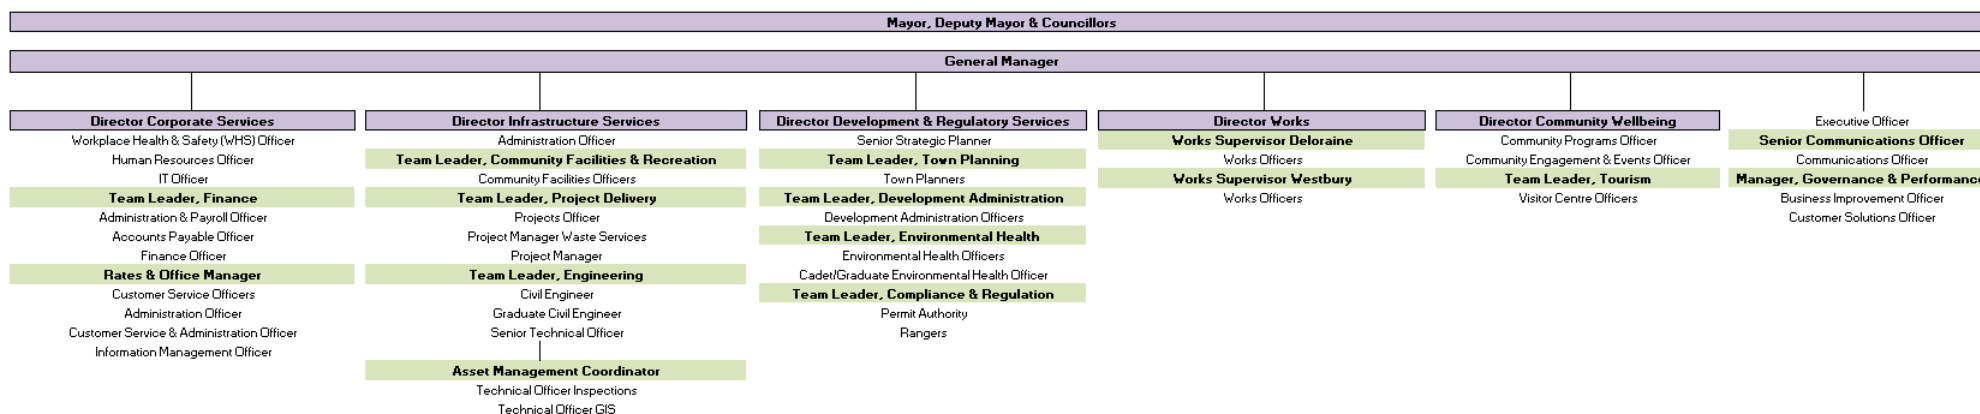 Mayor, Deputy Mayor & Councillors
General Manager
Director Corporate Services
Workplace Health & Safety (WHS) Officer
Human Resources Officer
IT Officer
Team Leader, Finance
Administration & Payroll Officer
Accounts Payable Officer
Finance Officer
Rates & Office Manager
Customer Service Officers
Administration Officer
Customer Service & Administration Officer
Information Management Officer
Director Infrastructure Services
Administration Officer
Team Leader, Community Facilities & Recreation
Community Facilities Officers
Team Leader, Project Delivery
Projects Officer
Project Manager Waste Services
Project Manager
Team Leader, Engineering
Civil Engineer
Graduate Civil Engineer
Senior Technical Officer
Asset Management Coordinator
Technical Officer Inspections
Technical Officer GIS
Director Development & Regulatory Services
Senior Strategic Planner
Team Leader, Town Planning
Town Planners
Team Leader, Development Administration
Development Administration Officers
Team Leader, Environmental Health
Environmental Health Officers
Cadet/Graduate Environmental Health Officer
Team Leader, Compliance & Regulation
Permit Authority
Rangers
Director Works
Works Supervisor Deloraine
Works Officers
Works Supervisor Westbury
Works Officers
Director Community Wellbeing
Community Programs Officer
Community Engagement & Events Officer
Team Leader, Tourism
Visitor Centre Officers
Executive Officer
Senior Communications Officer
Communications Officer
Manager, Governance & Performance
Business Improvement Officer
Customer Solutions Officer